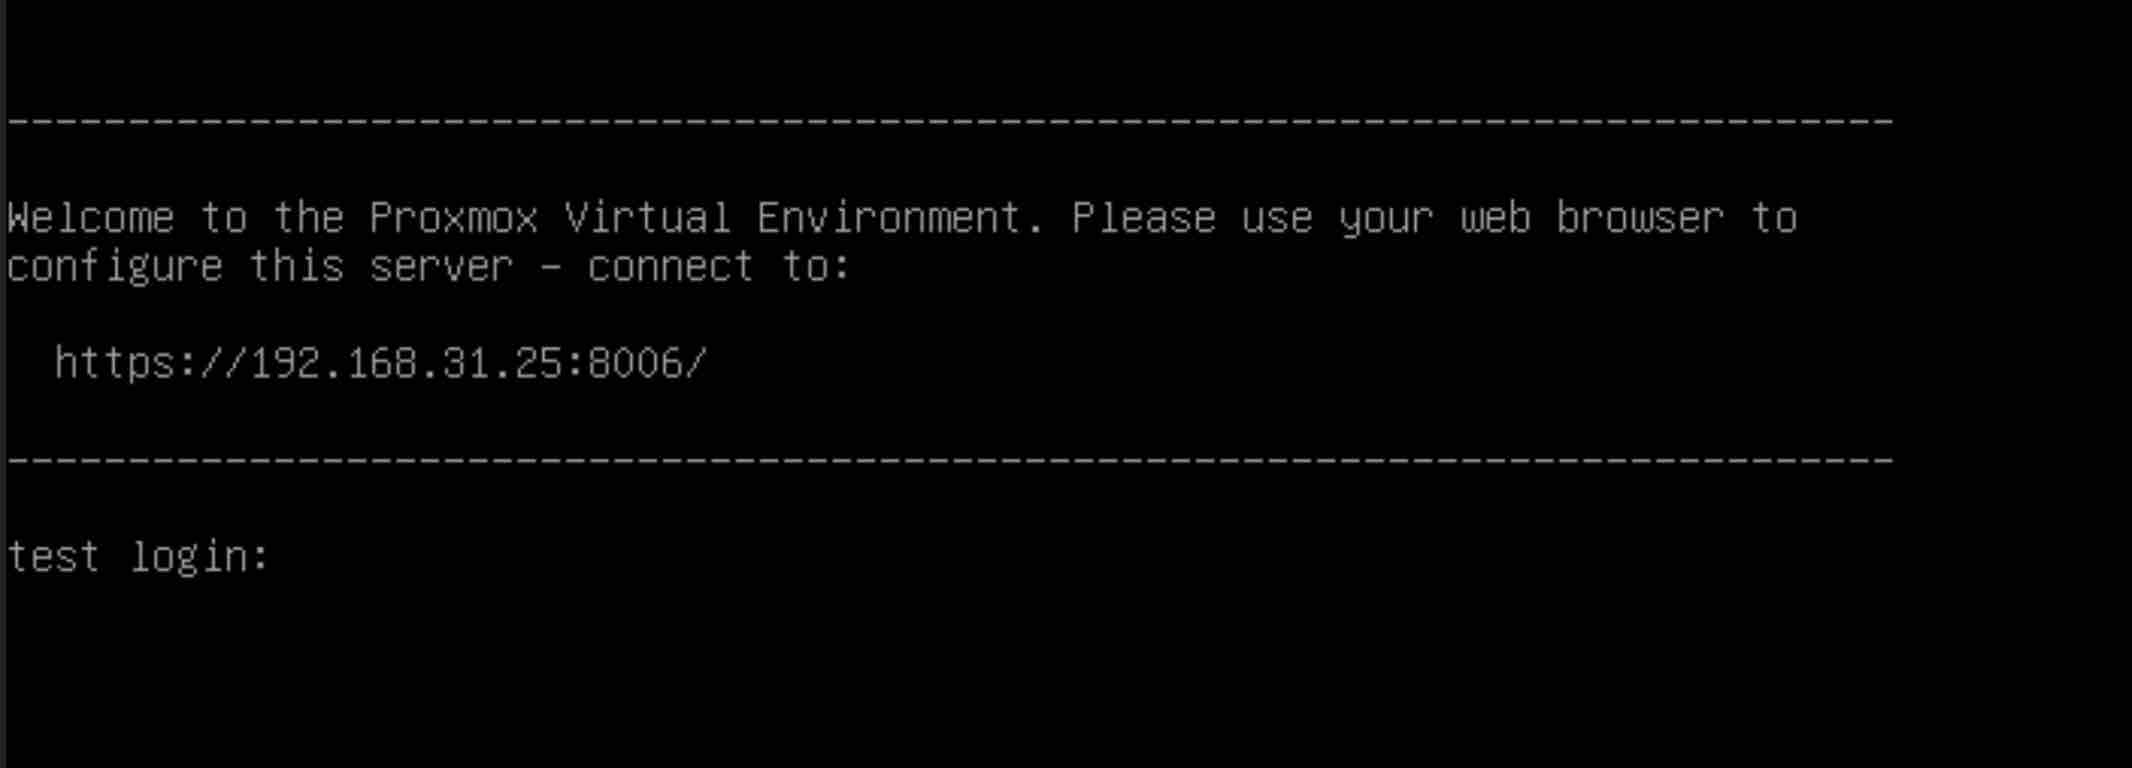 ------------------------------------------------------------------------------
Welcome to the Proxmox Virtual Environment. Please use your web browser to
configure this server - connect to:
https://192.168.31.25:8006/
------------------------------------------------------------------------------
test login: